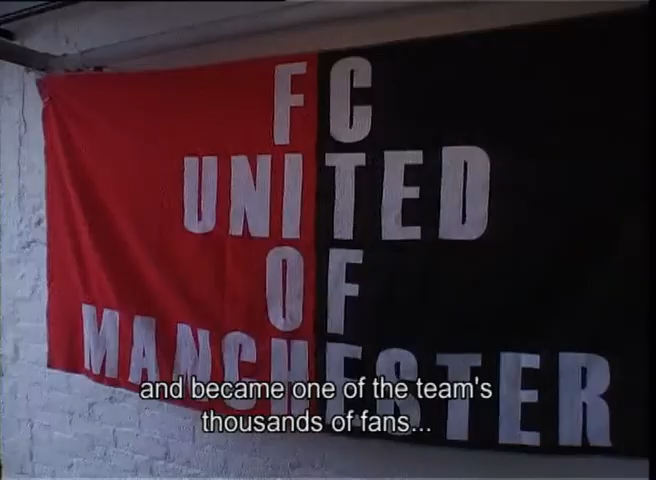 FC
UNITED
OF
MANCHESTER
and became one of the team's
thousands of fans...